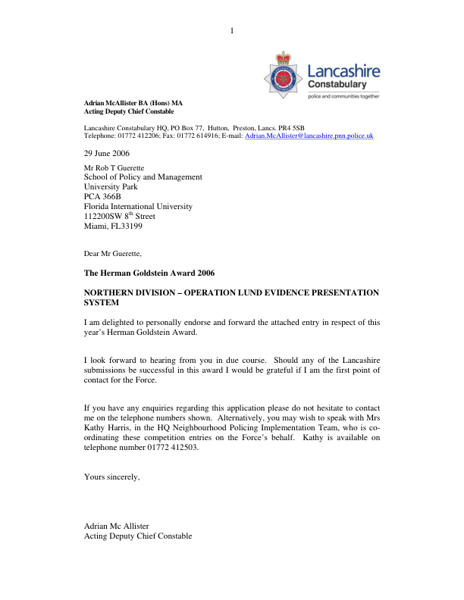 1
Lancashire
Constabulary
police and communities together
Adrian McAllister BA (Hons) MA
Acting Deputy Chief Constable
Lancashire Constabulary HQ, PO Box 77, Hutton, Preston, Lancs. PR4 5SB
Telephone: 01772 412206; Fax: 01772 614916; E-mail: Adrian.McAllister@lancashire.pnn.police.uk
29 June 2006
Mr Rob T Guerette
School of Policy and Management
University Park
PCA 366B
Florida International University
112200SW 8th Street
Miami, FL33199
Dear Mr Guerette,
The Herman Goldstein Award 2006
NORTHERN DIVISION – OPERATION LUND EVIDENCE PRESENTATION
SYSTEM
I am delighted to personally endorse and forward the attached entry in respect of this
year's Herman Goldstein Award.
I look forward to hearing from you in due course. Should any of the Lancashire
submissions be successful in this award I would be grateful if I am the first point of
contact for the Force.
If you have any enquiries regarding this application please do not hesitate to contact
me on the telephone numbers shown. Alternatively, you may wish to speak with Mrs
Kathy Harris, in the HQ Neighbourhood Policing Implementation Team, who is co-
ordinating these competition entries on the Force's behalf. Kathy is available on
telephone number 01772 412503.
Yours sincerely,
Adrian Mc Allister
Acting Deputy Chief Constable